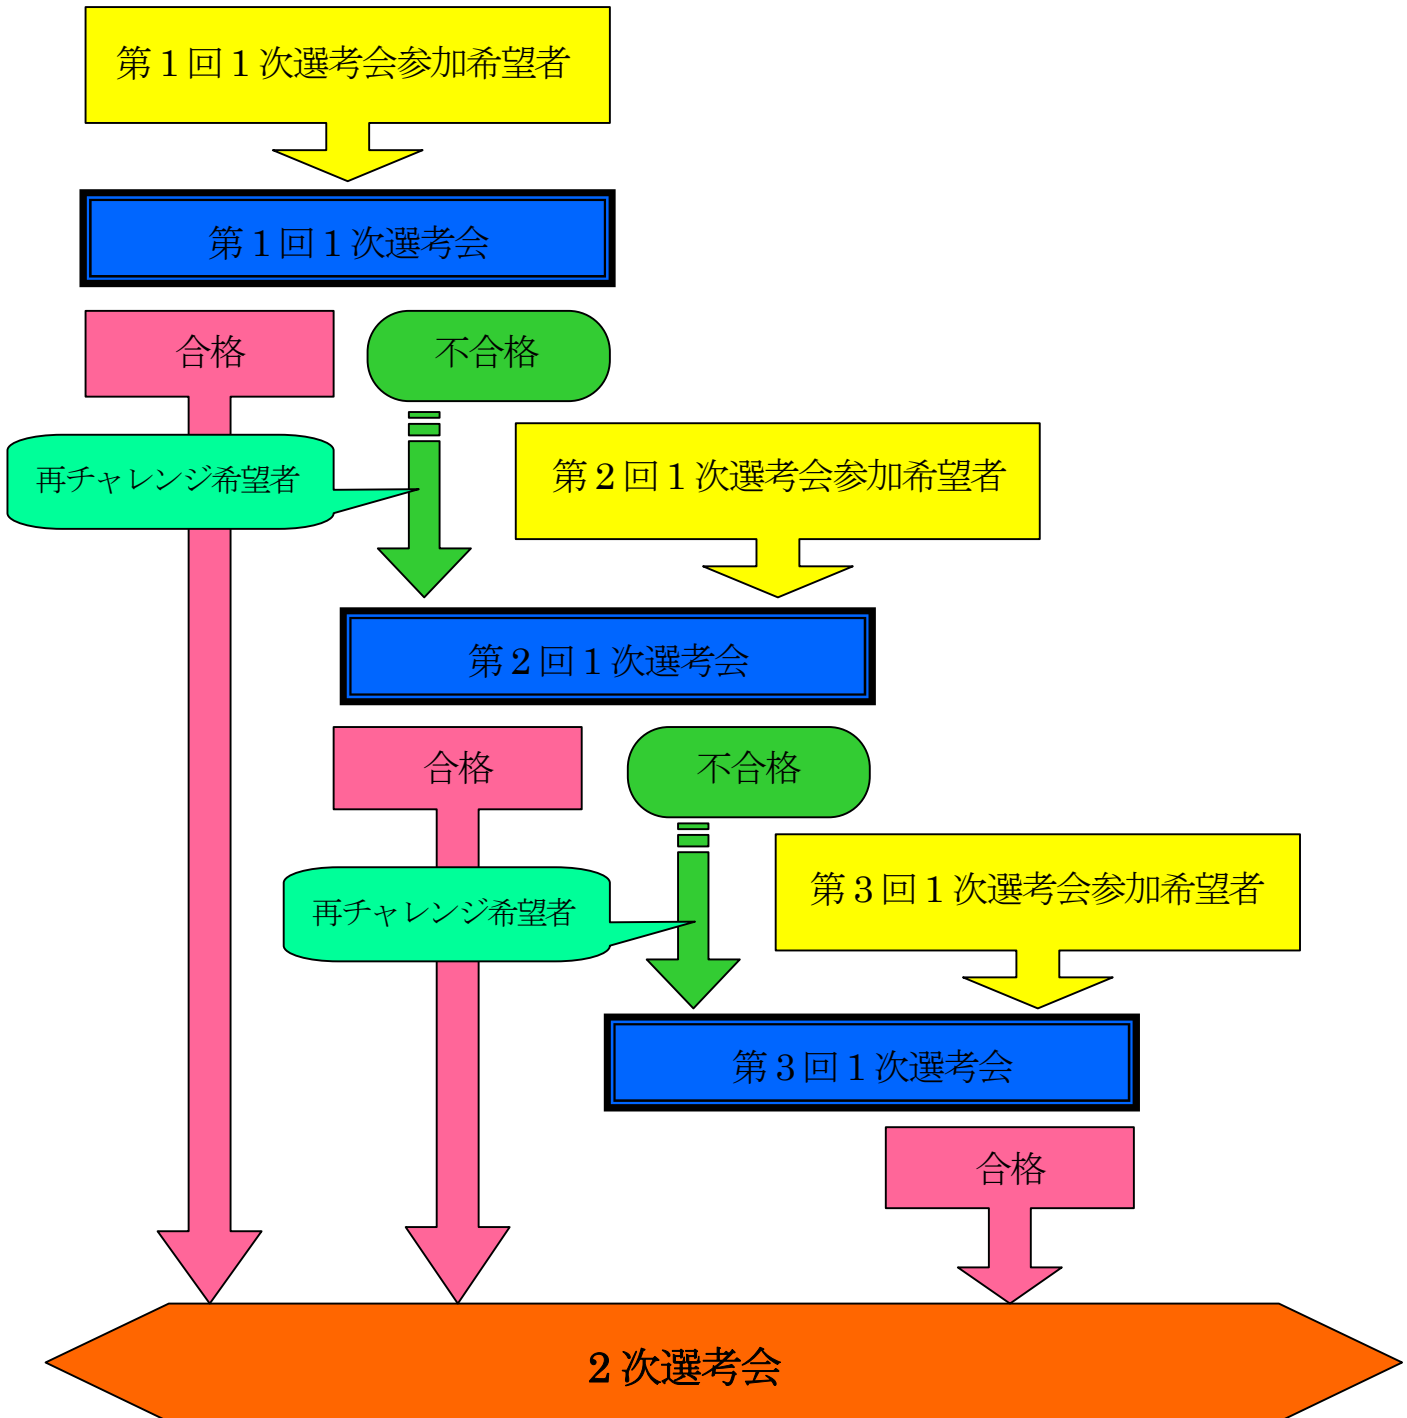 第１回１次選考会参加希望者
第１回１次選考会
合格
不合格
再チャレンジ希望者
第２回１次選考会参加希望者
第２回１次選考会
合格
不合格
再チャレンジ希望者
第３回１次選考会参加希望者
第３回１次選考会
合格
２次選考会